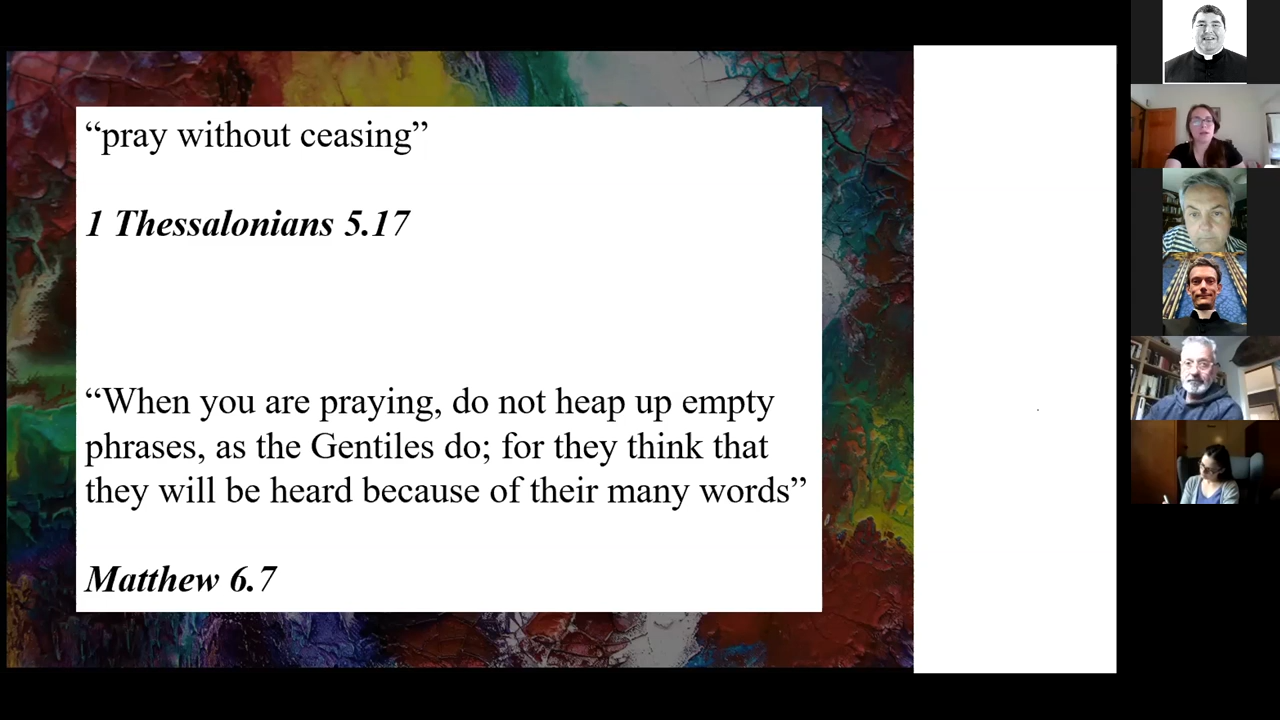 “pray without ceasing”
1 Thessalonians 5.17
“When you are praying, do not heap up empty
phrases, as the Gentiles do; for they think that
they will be heard because of their many words”
Matthew 6.7